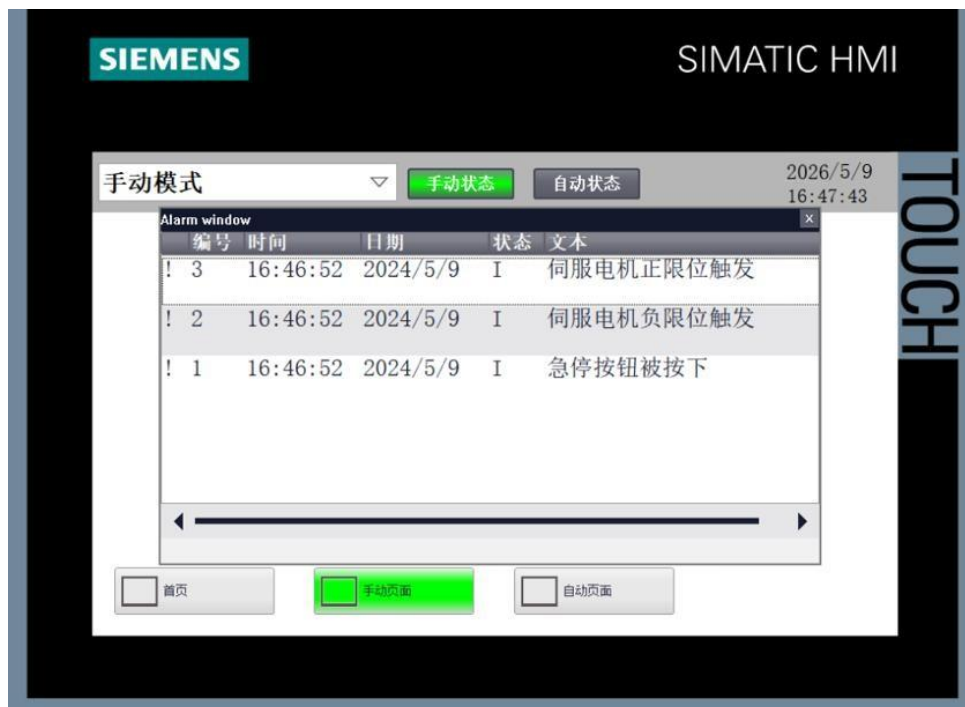 SIEMENS
SIMATIC HMI
TOUCH
手动模式
手动状态
自动状态
2026/5/9
16:47:43
Alarm window
x
编号 时间 日期 状态 文本
! 3 16:46:52 2024/5/9 I 伺服电机正限位触发
! 2 16:46:52 2024/5/9 I 伺服电机负限位触发
! 1 16:46:52 2024/5/9 I 急停按钮被按下
首页
手动页面
自动页面